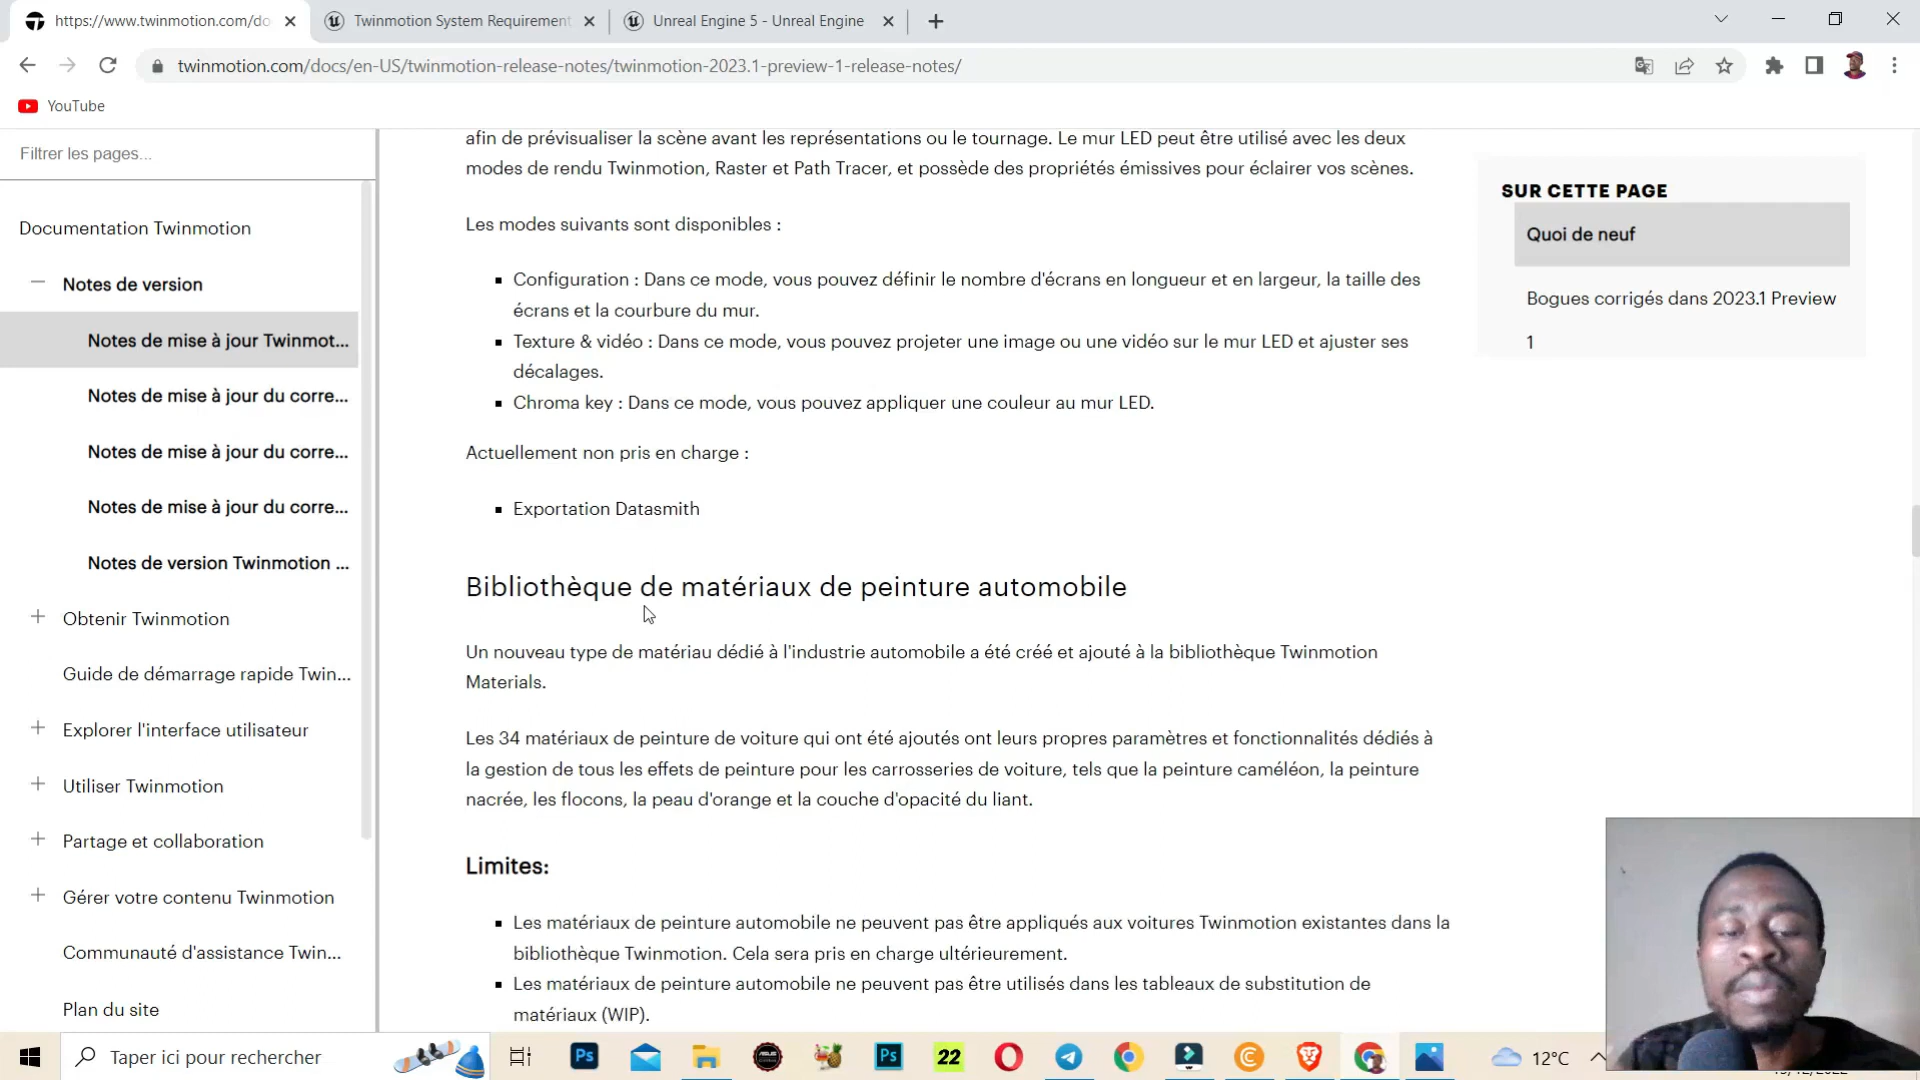 https://www.twinmotion.com/do
Twinmotion System Requirement
Unreal Engine 5 - Unreal Engine
twinmotion.com/docs/en-US/twinmotion-release-notes/twinmotion-2023.1-preview-1-release-notes/
YouTube
Filtrer les pages...
Documentation Twinmotion
Notes de version
Notes de mise à jour Twinmot...
Notes de mise à jour du corre...
Notes de mise à jour du corre...
Notes de mise à jour du corre...
Notes de version Twinmotion ...
Obtenir Twinmotion
Guide de démarrage rapide Twin...
Explorer l'interface utilisateur
Utiliser Twinmotion
Partage et collaboration
Gérer votre contenu Twinmotion
Communauté d'assistance Twin...
Plan du site
afin de prévisualiser la scène avant les représentations ou le tournage. Le mur LED peut être utilisé avec les deux
modes de rendu Twinmotion, Raster et Path Tracer, et possède des propriétés émissives pour éclairer vos scènes.
Les modes suivants sont disponibles :
Configuration : Dans ce mode, vous pouvez définir le nombre d'écrans en longueur et en largeur, la taille des
écrans et la courbure du mur.
Texture & vidéo : Dans ce mode, vous pouvez projeter une image ou une vidéo sur le mur LED et ajuster ses
décalages.
Chroma key : Dans ce mode, vous pouvez appliquer une couleur au mur LED.
Actuellement non pris en charge :
Exportation Datasmith
Bibliothèque de matériaux de peinture automobile
Un nouveau type de matériau dédié à l'industrie automobile a été créé et ajouté à la bibliothèque Twinmotion
Materials.
Les 34 matériaux de peinture de voiture qui ont été ajoutés ont leurs propres paramètres et fonctionnalités dédiés à
la gestion de tous les effets de peinture pour les carrosseries de voiture, tels que la peinture caméléon, la peinture
nacrée, les flocons, la peau d'orange et la couche d'opacité du liant.
Limites:
Les matériaux de peinture automobile ne peuvent pas être appliqués aux voitures Twinmotion existantes dans la
bibliothèque Twinmotion. Cela sera pris en charge ultérieurement.
Les matériaux de peinture automobile ne peuvent pas être utilisés dans les tableaux de substitution de
matériaux (WIP).
SUR CETTE PAGE
Quoi de neuf
Bogues corrigés dans 2023.1 Preview
1
Taper ici pour rechercher
Ps
Ps
22
12°C